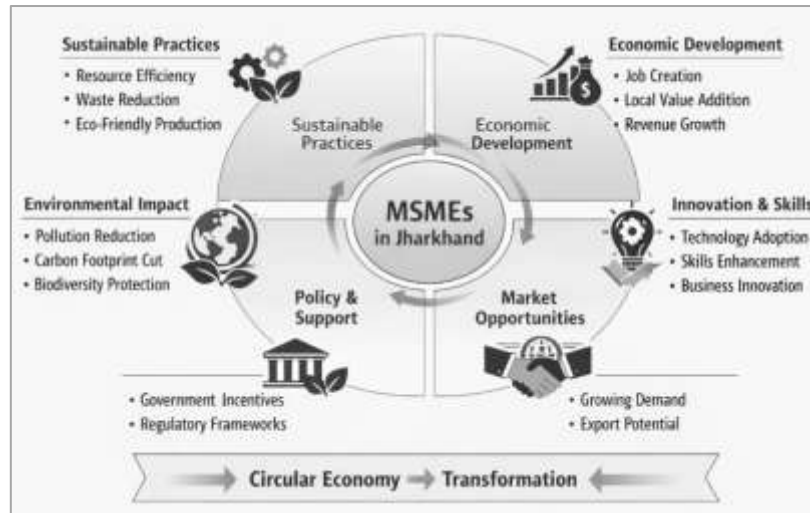 Sustainable Practices
• Resource Efficiency
• Waste Reduction
• Eco-Friendly Production
Economic Development
• Job Creation
• Local Value Addition
• Revenue Growth
Sustainable
Practices
Economic
Development
Environmental Impact
• Pollution Reduction
• Carbon Footprint Cut
• Biodiversity Protection
MSMEs
in Jharkhand
Innovation & Skills
• Technology Adoption
• Skills Enhancement
• Business Innovation
Policy &
Support
Market
Opportunities
• Government Incentives
• Regulatory Frameworks
• Growing Demand
• Export Potential
Circular Economy → Transformation
$